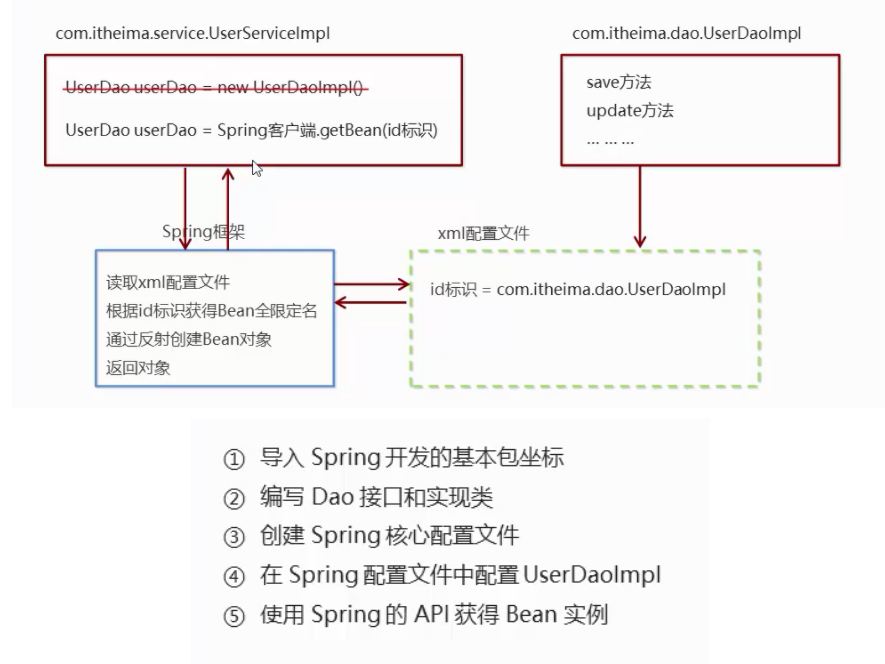 com.itheima.service.UserServiceImpl
com.itheima.dao.UserDaoImpl
UserDao userDao = new UserDaoImpl()
UserDao userDao = Spring客户端.getBean(id标识)
save方法
update方法
... ... ...
Spring框架
xml配置文件
读取xml配置文件
根据id标识获得Bean全限定名
通过反射创建Bean对象
返回对象
id标识 = com.itheima.dao.UserDaoImpl
① 导入 Spring 开发的基本包坐标
② 编写 Dao 接口和实现类
③ 创建 Spring 核心配置文件
④ 在 Spring 配置文件中配置 UserDaoImpl
⑤ 使用 Spring 的 API 获得 Bean 实例